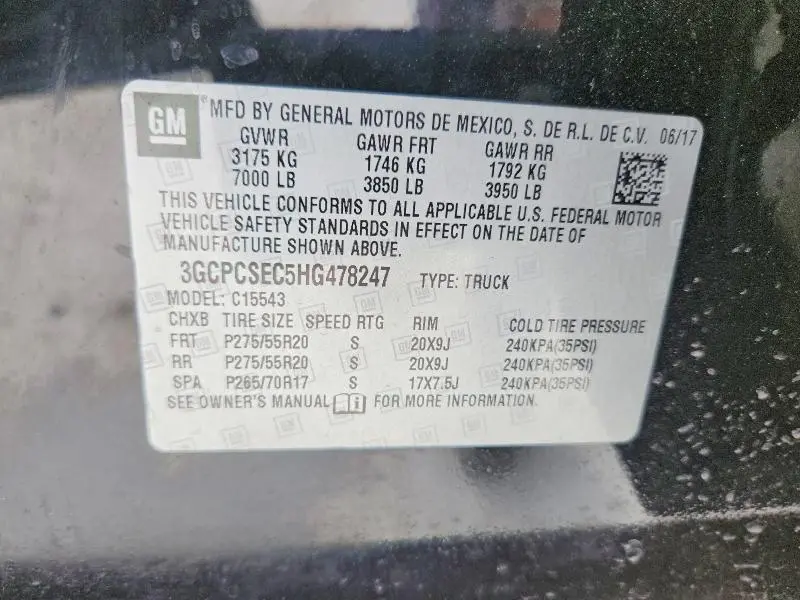 GM ® MFD BY GENERAL MOTORS DE MEXICO, S. DE R.L. DE C.V. 06/17
GVWR GAWR FRT GAWR RR
3175 KG 1746 KG 1792 KG
7000 LB 3850 LB 3950 LB
THIS VEHICLE CONFORMS TO ALL APPLICABLE U.S. FEDERAL MOTOR
VEHICLE SAFETY STANDARDS IN EFFECT ON THE DATE OF
MANUFACTURE SHOWN ABOVE.
3GCPCSEC5HG478247 TYPE: TRUCK
MODEL: C15543
CHXB TIRE SIZE SPEED RTG RIM COLD TIRE PRESSURE
FRT P275/55R20 S 20X9J 240KPA(35PSI)
RR P275/55R20 S 20X9J 240KPA(35PSI)
SPA P265/70R17 S 17X7.5J 240KPA(35PSI)
SEE OWNER'S MANUAL FOR MORE INFORMATION.